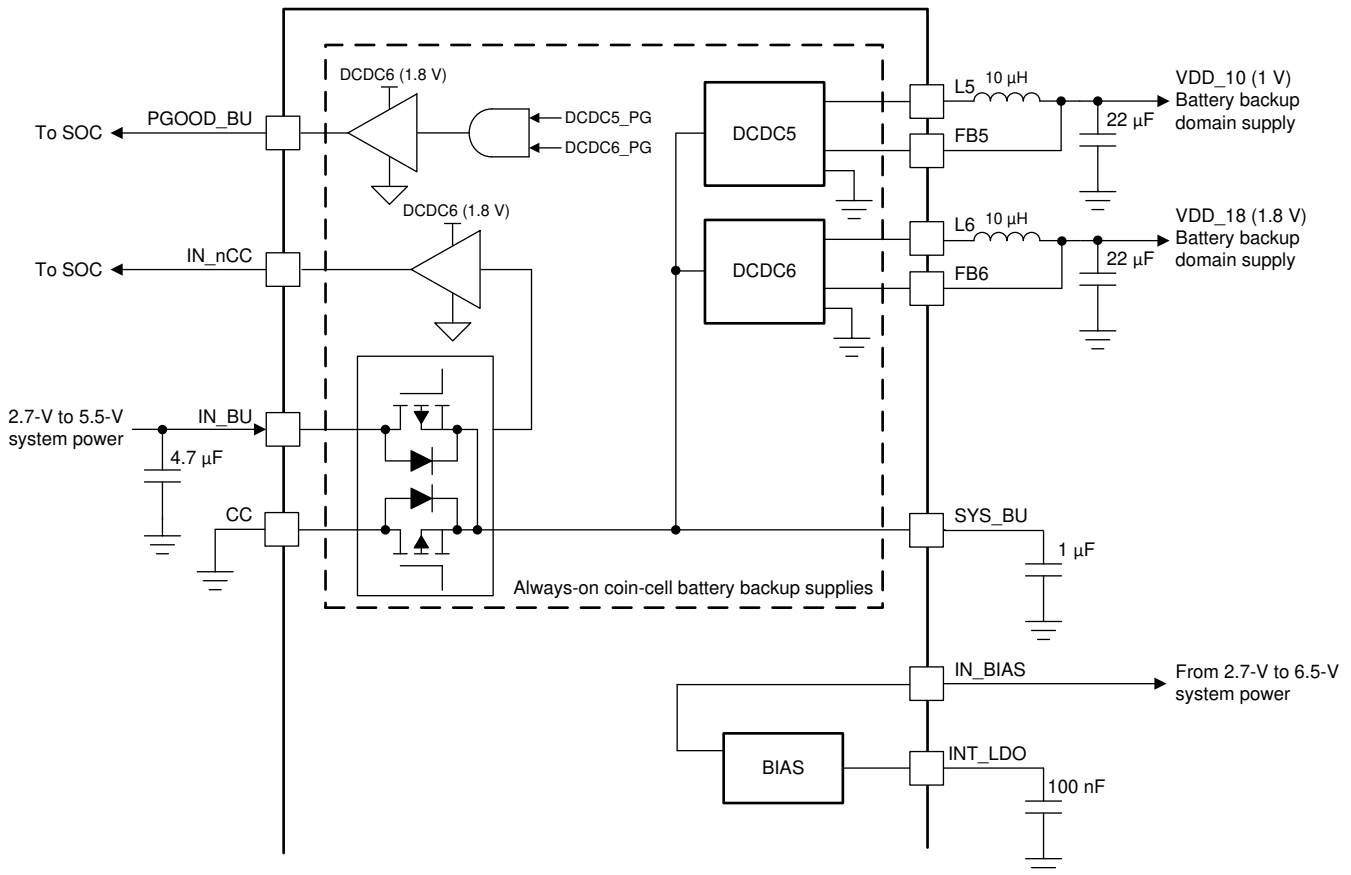 DCDC6 (1.8 V)
PGOOD_BU
To SOC
DCDC5_PG
DCDC6_PG
DCDC5
L5
10 µH
VDD_10 (1 V)
Battery backup
domain supply
22 µF
FB5
DCDC6 (1.8 V)
IN_nCC
To SOC
DCDC6
L6
10 µH
VDD_18 (1.8 V)
Battery backup
domain supply
22 µF
FB6
2.7-V to 5.5-V
system power
IN_BU
4.7 µF
CC
SYS_BU
1 µF
Always-on coin-cell battery backup supplies
IN_BIAS
From 2.7-V to 6.5-V
system power
BIAS
INT_LDO
100 nF